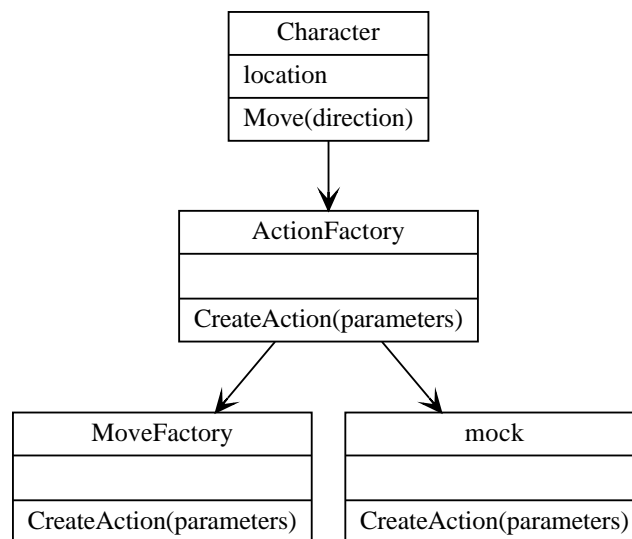 Character
location
Move(direction)
ActionFactory
CreateAction(parameters)
MoveFactory
CreateAction(parameters)
mock
CreateAction(parameters)